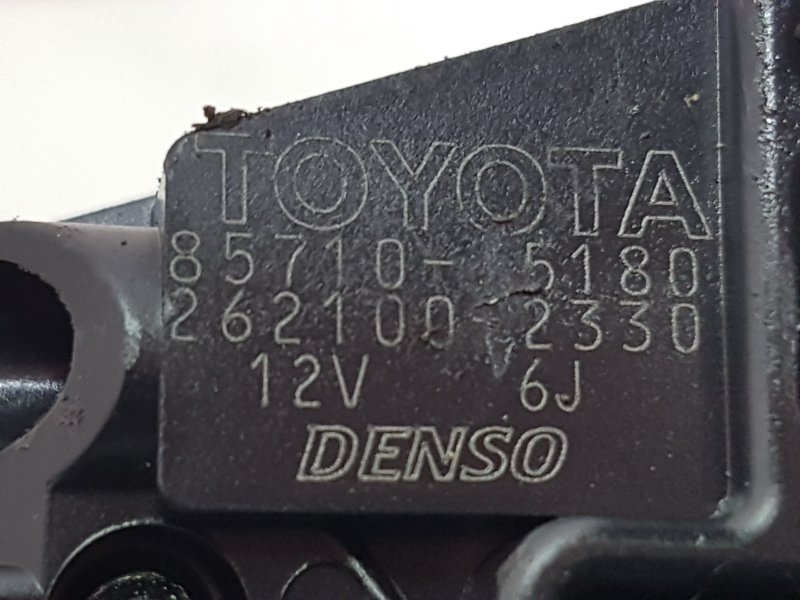 TOYOTA
85710-5180
262100-2330
12V 6J
DENSO